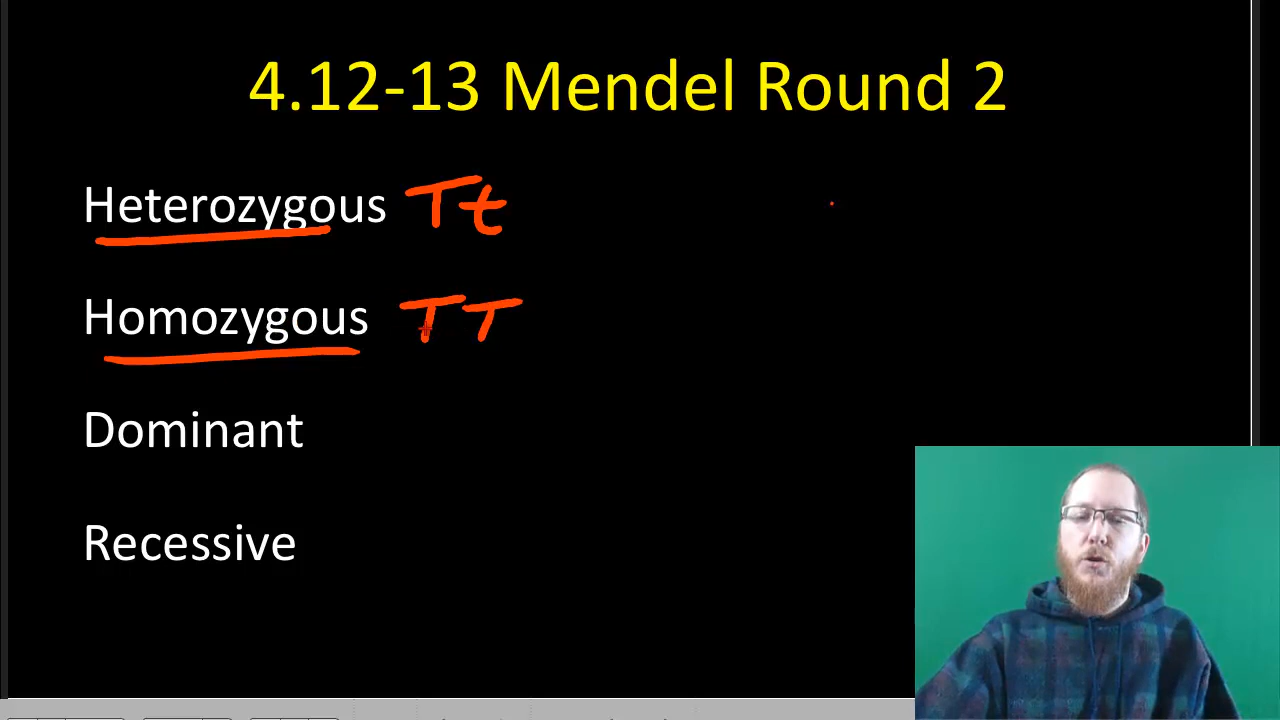 4.12-13 Mendel Round 2
Heterozygous Tt
Homozygous TT
Dominant
Recessive